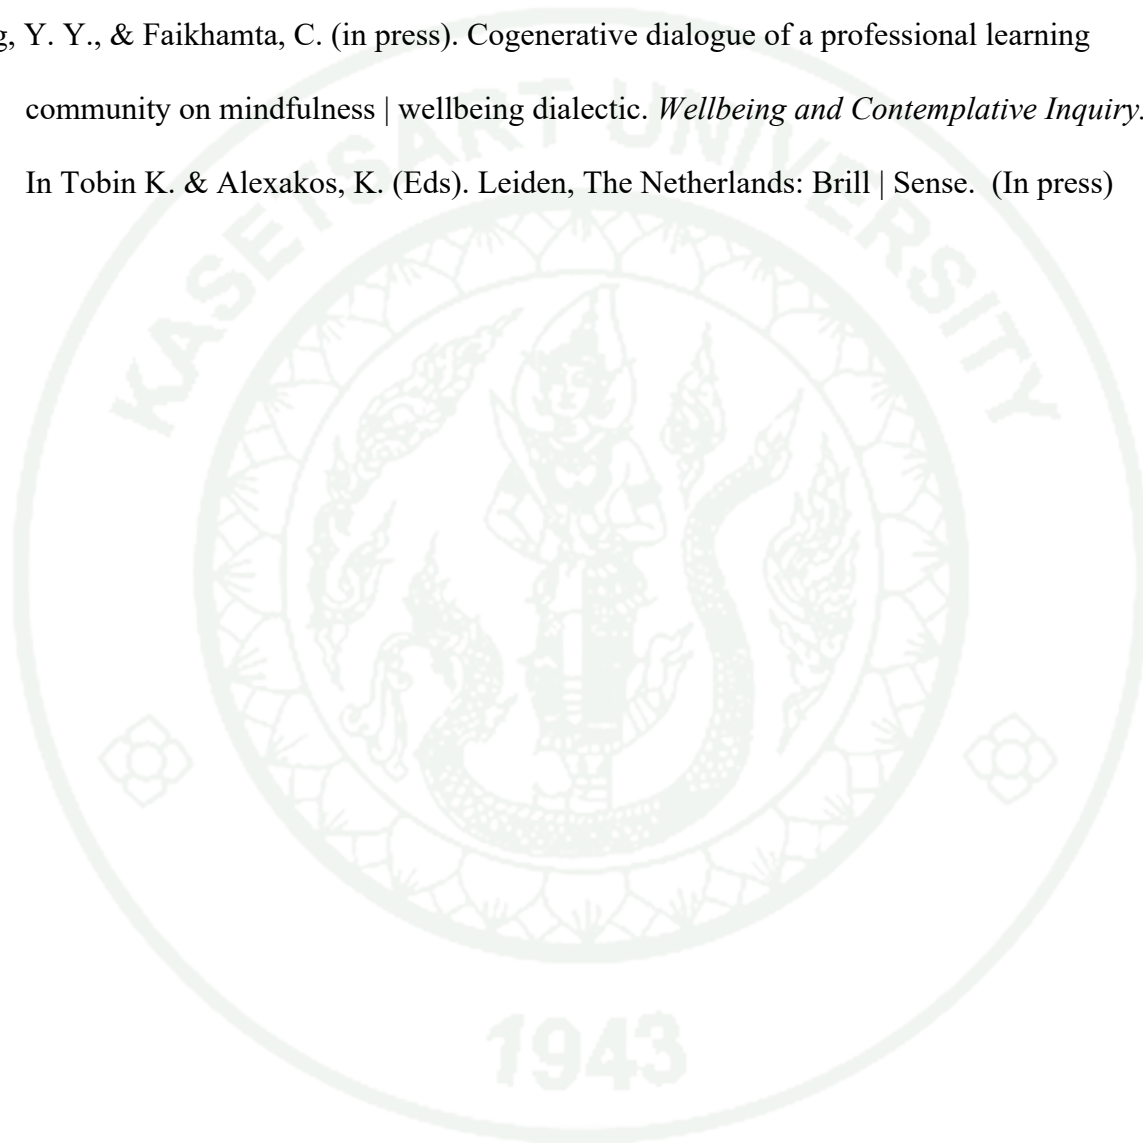 , Y. Y., & Faikhamta, C. (in press). Cogenerative dialogue of a professional learning
community on mindfulness | wellbeing dialectic. Wellbeing and Contemplative Inquiry.
In Tobin K. & Alexakos, K. (Eds). Leiden, The Netherlands: Brill | Sense.  (In press)
KASETSART UNIVERSITY
1943